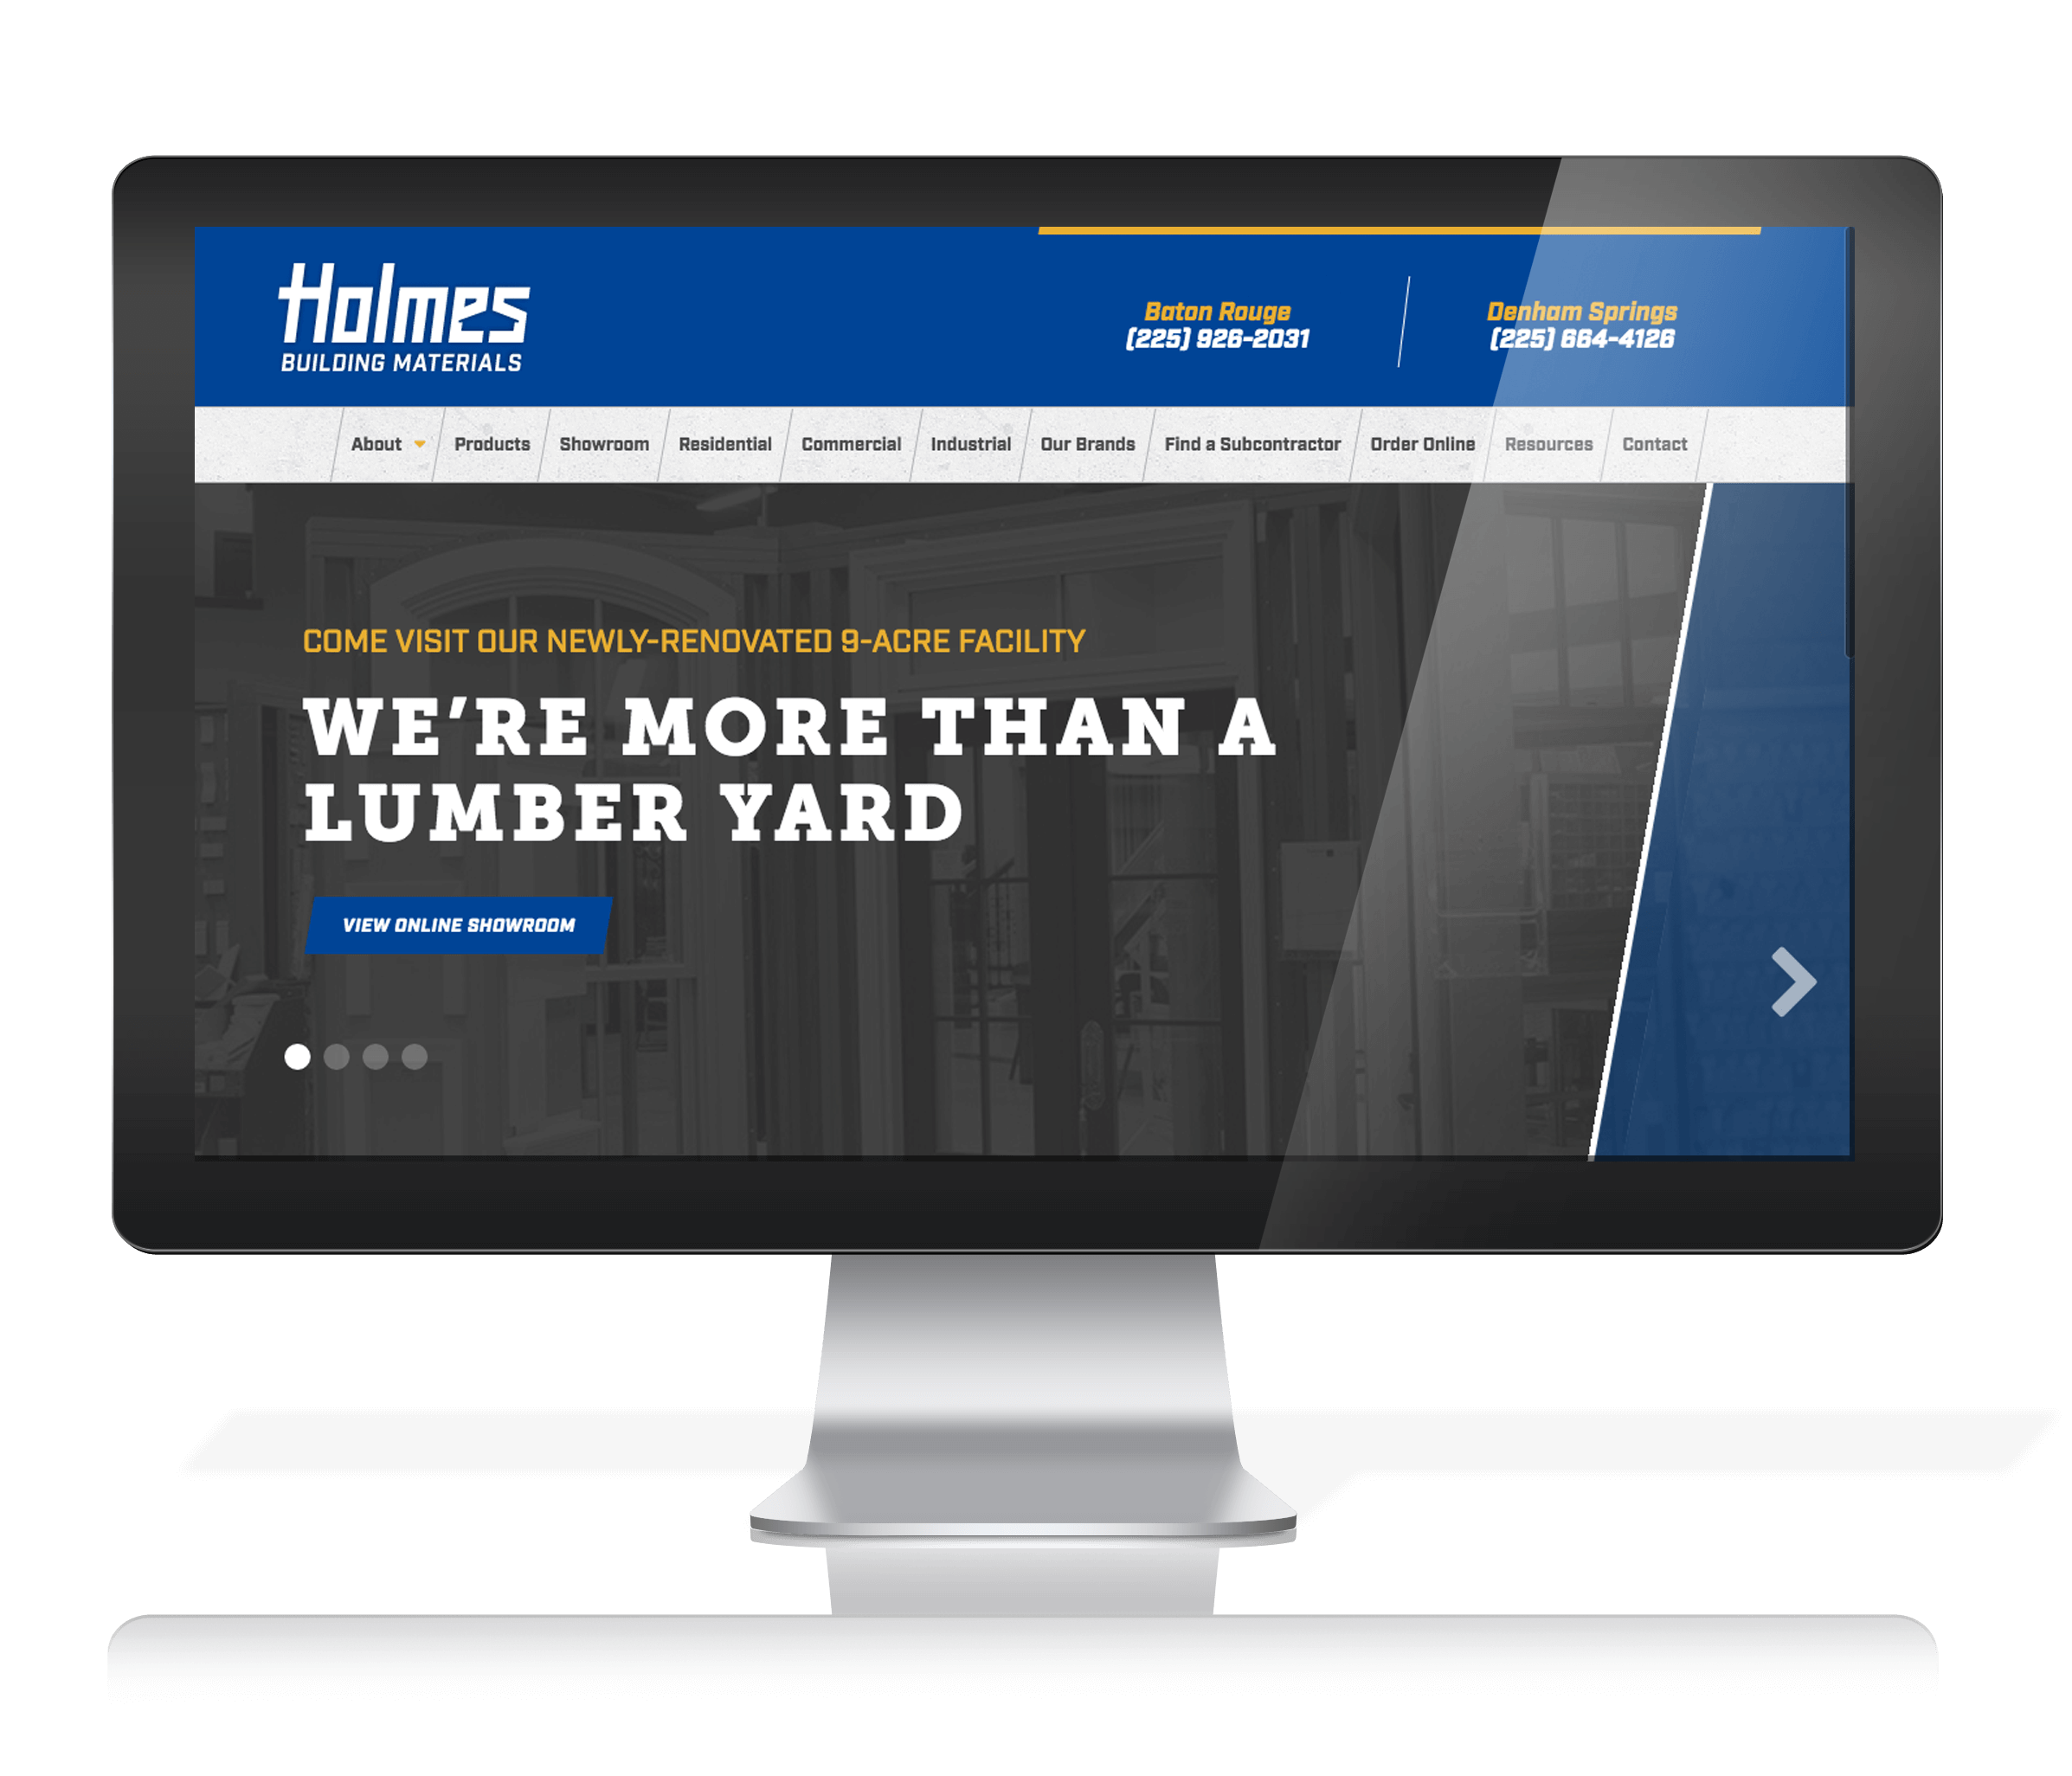 Holmes
BUILDING MATERIALS
Baton Rouge
(225) 926-2031
Denham Springs
(225) 664-4126
About
Products
Showroom
Residential
Commercial
Industrial
Our Brands
Find a Subcontractor
Order Online
Resources
Contact
COME VISIT OUR NEWLY-RENOVATED 9-ACRE FACILITY
WE'RE MORE THAN A
LUMBER YARD
VIEW ONLINE SHOWROOM